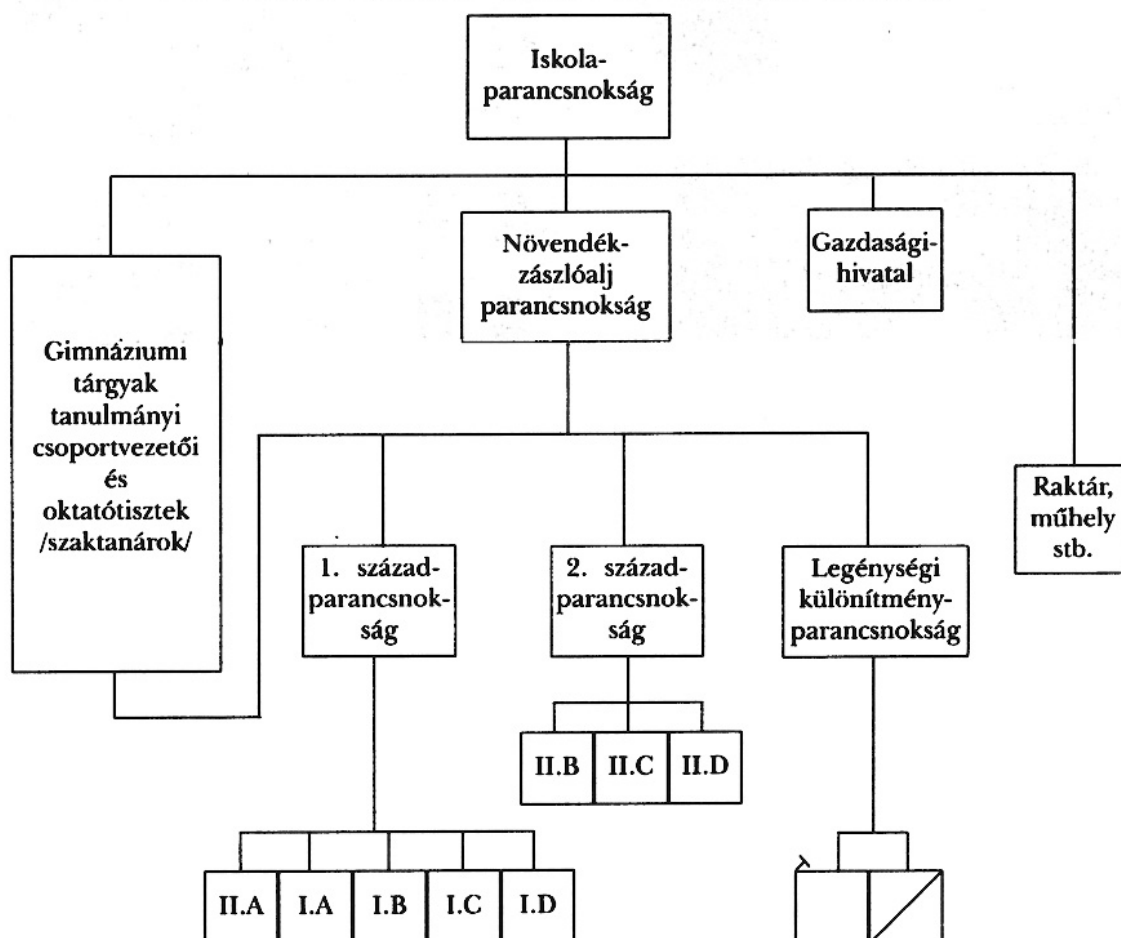 Iskola-
parancsnokság
Növendék-
zászlóalj
parancsnokság
Gazdasági-
hivatal
Gimnáziumi
tárgyak
tanulmányi
csoportvezetői
és
oktatótisztek
/szaktanárok/
Raktár,
műhely
stb.
1. század-
parancsnok-
ság
2. század-
parancsnok-
ság
Legénységi
különítmény-
parancsnokság
II.B II.C II.D
II.A I.A I.B I.C I.D